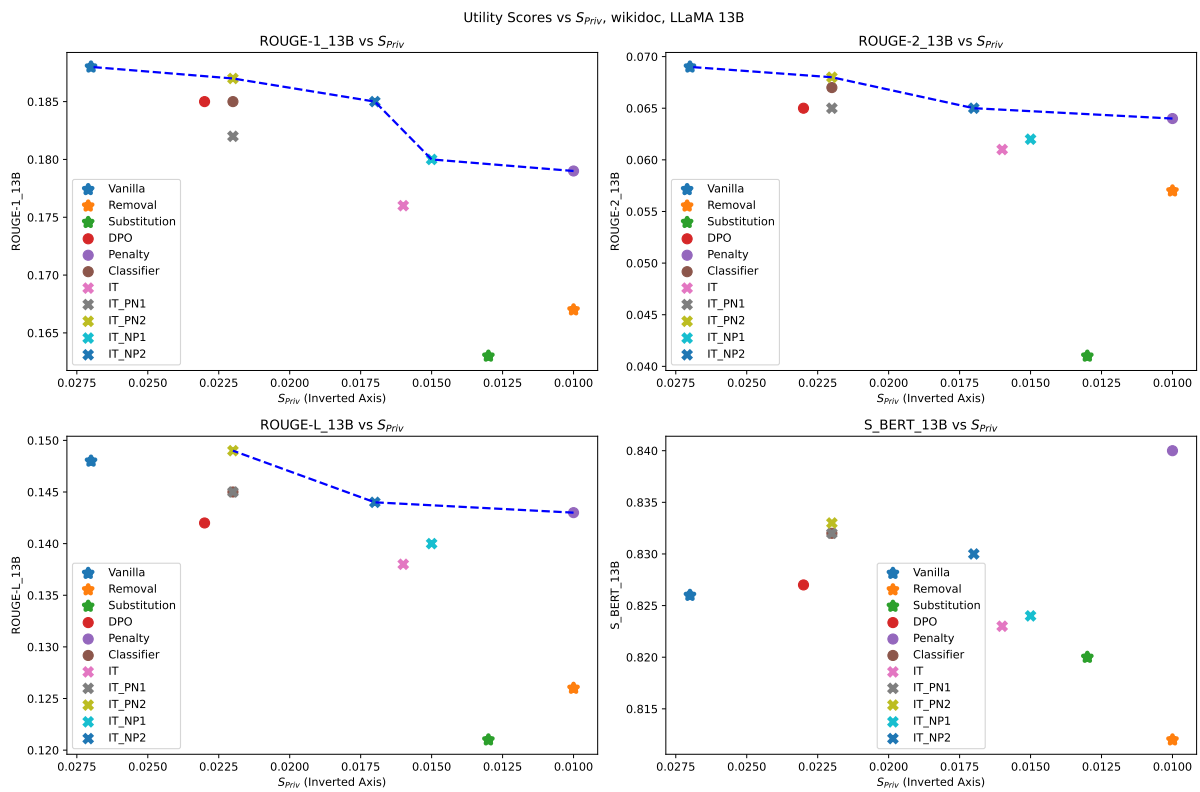 Utility Scores vs S_Priv, wikidoc, LLaMA 13B
ROUGE-1_13B vs S_Priv
ROUGE-1_13B
0.185
0.180
0.175
0.170
0.165
Vanilla
Removal
Substitution
DPO
Penalty
Classifier
IT
IT_PN1
IT_PN2
IT_NP1
IT_NP2
0.0275 0.0250 0.0225 0.0200 0.0175 0.0150 0.0125 0.0100
S_Priv (Inverted Axis)
ROUGE-2_13B vs S_Priv
ROUGE-2_13B
0.070
0.065
0.060
0.055
0.050
0.045
0.040
Vanilla
Removal
Substitution
DPO
Penalty
Classifier
IT
IT_PN1
IT_PN2
IT_NP1
IT_NP2
0.0275 0.0250 0.0225 0.0200 0.0175 0.0150 0.0125 0.0100
S_Priv (Inverted Axis)
ROUGE-L_13B vs S_Priv
ROUGE-L_13B
0.150
0.145
0.140
0.135
0.130
0.125
0.120
Vanilla
Removal
Substitution
DPO
Penalty
Classifier
IT
IT_PN1
IT_PN2
IT_NP1
IT_NP2
0.0275 0.0250 0.0225 0.0200 0.0175 0.0150 0.0125 0.0100
S_Priv (Inverted Axis)
S_BERT_13B vs S_Priv
S_BERT_13B
0.840
0.835
0.830
0.825
0.820
0.815
Vanilla
Removal
Substitution
DPO
Penalty
Classifier
IT
IT_PN1
IT_PN2
IT_NP1
IT_NP2
0.0275 0.0250 0.0225 0.0200 0.0175 0.0150 0.0125 0.0100
S_Priv (Inverted Axis)